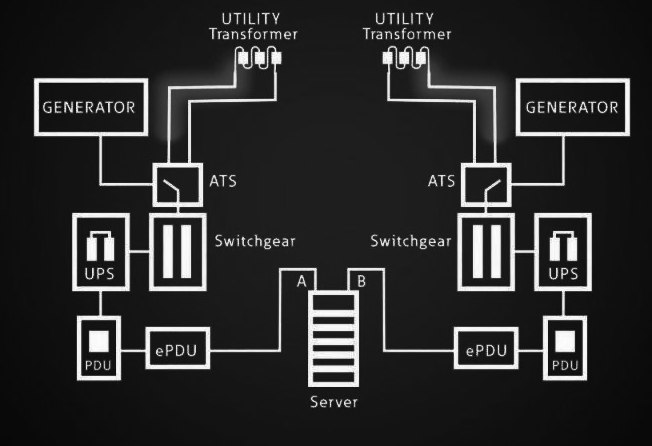 UTILITY
Transformer
UTILITY
Transformer
GENERATOR
GENERATOR
ATS
ATS
Switchgear
Switchgear
UPS
UPS
A
B
PDU
ePDU
ePDU
PDU
Server